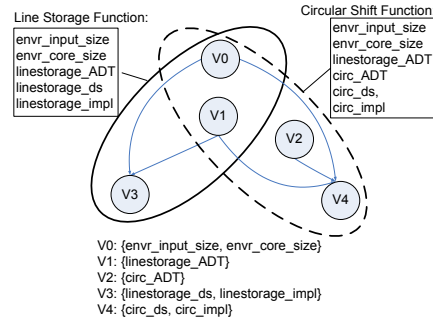 Line Storage Function:
envr_input_size
envr_core_size
linestorage_ADT
linestorage_ds
linestorage_impl
Circular Shift Function
envr_input_size
envr_core_size
linestorage_ADT
circ_ADT
circ_ds,
circ_impl
V0
V1
V2
V3
V4
V0: {envr_input_size, envr_core_size}
V1: {linestorage_ADT}
V2: {circ_ADT}
V3: {linestorage_ds, linestorage_impl}
V4: {circ_ds, circ_impl}